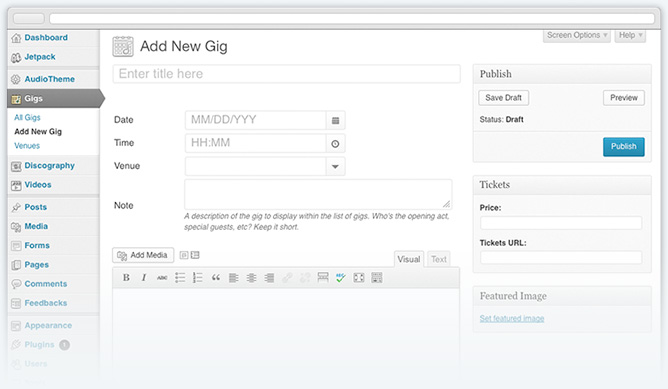 Screen Options
Help
Dashboard
Jetpack
AudioTheme
Gigs
All Gigs
Add New Gig
Venues
Discography
Videos
Posts
Media
Forms
Pages
Comments
Feedbacks
Appearance
Plugins 1
Users
Add New Gig
Enter title here
Date
MM/DD/YYY
Time
HH:MM
Venue
Note
A description of the gig to display within the list of gigs. Who's the opening act,
special guests, etc? Keep it short.
Add Media
Visual
Text
B I ABC
ABC
Publish
Save Draft
Preview
Status: Draft
Publish
Tickets
Price:
Tickets URL:
Featured Image
Set featured image